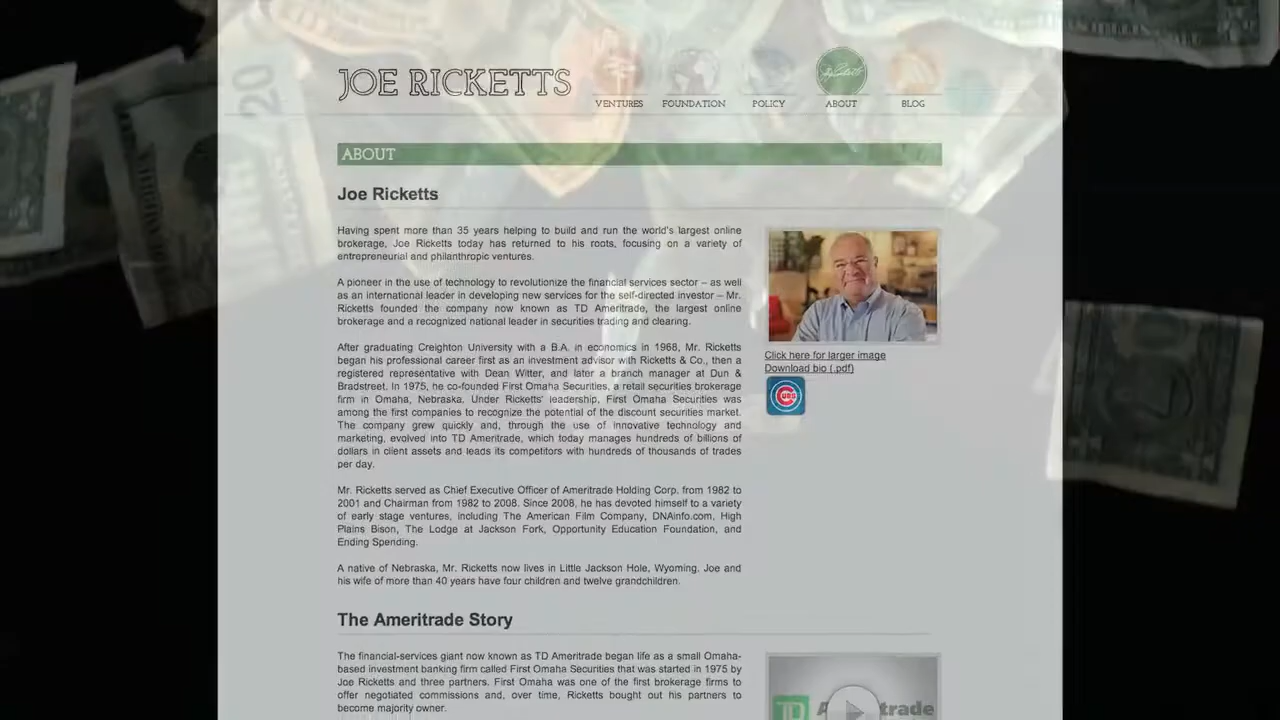 JOE RICKETTS
VENTURES FOUNDATION POLICY ABOUT BLOG
ABOUT
Joe Ricketts
Having spent more than 35 years helping to build and run the world's largest online
brokerage, Joe Ricketts today has returned to his roots, focusing on a variety of
entrepreneurial and philanthropic ventures.
A pioneer in the use of technology to revolutionize the financial services sector – as well
as an international leader in developing new services for the self-directed investor – Mr.
Ricketts founded the company now known as TD Ameritrade, the largest online
brokerage and a recognized national leader in securities trading and clearing.
After graduating Creighton University with a B.A. in economics in 1968, Mr. Ricketts
began his professional career first as an investment advisor with Ricketts & Co., then a
registered representative with Dean Witter, and later a branch manager at Dun &
Bradstreet. In 1975, he co-founded First Omaha Securities, a retail securities brokerage
firm in Omaha, Nebraska. Under Ricketts' leadership, First Omaha Securities was
among the first companies to recognize the potential of the discount securities market.
The company grew quickly and, through the use of innovative technology and
marketing, evolved into TD Ameritrade, which today manages hundreds of billions of
dollars in client assets and leads its competitors with hundreds of thousands of trades
per day.
Mr. Ricketts served as Chief Executive Officer of Ameritrade Holding Corp. from 1982 to
2001 and Chairman from 1982 to 2008. Since 2008, he has devoted himself to a variety
of early stage ventures, including The American Film Company, DNAinfo.com, High
Plains Bison, The Lodge at Jackson Fork, Opportunity Education Foundation, and
Ending Spending.
A native of Nebraska, Mr. Ricketts now lives in Little Jackson Hole, Wyoming. Joe and
his wife of more than 40 years have four children and twelve grandchildren.
Click here for larger image
Download bio (.pdf)
CUBS
The Ameritrade Story
The financial-services giant now known as TD Ameritrade began life as a small Omaha-
based investment banking firm called First Omaha Securities that was started in 1975 by
Joe Ricketts and three partners. First Omaha was one of the first brokerage firms to
offer negotiated commissions and, over time, Ricketts bought out his partners to
become majority owner.
TD
20